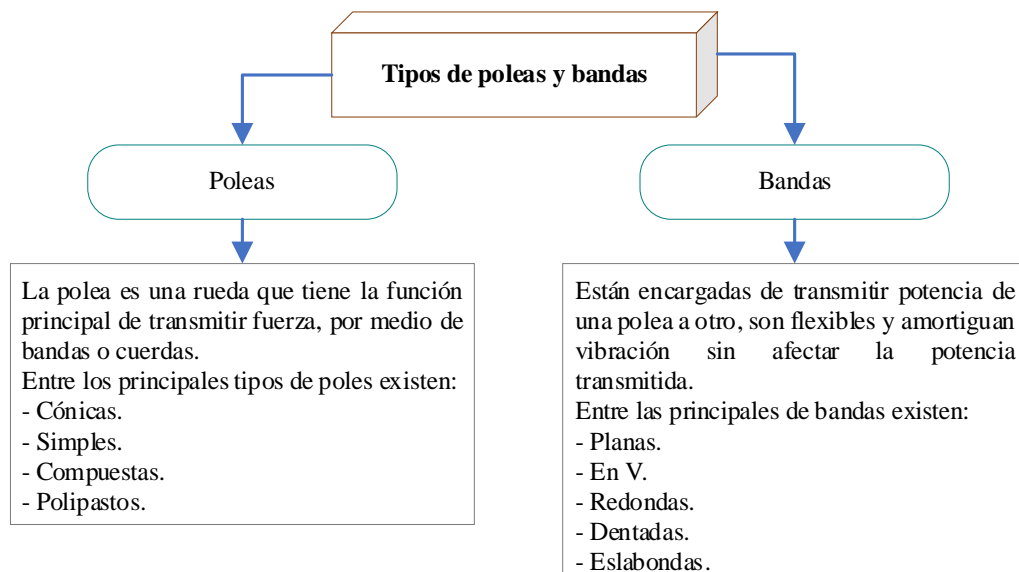 Tipos de poleas y bandas
Poleas
Bandas
La polea es una rueda que tiene la función
principal de transmitir fuerza, por medio de
bandas o cuerdas.
Entre los principales tipos de poles existen:
- Cónicas.
- Simples.
- Compuestas.
- Polipastos.
Están encargadas de transmitir potencia de
una polea a otro, son flexibles y amortiguan
vibración sin afectar la potencia
transmitida.
Entre las principales de bandas existen:
- Planas.
- En V.
- Redondas.
- Dentadas.
- Eslabondas.